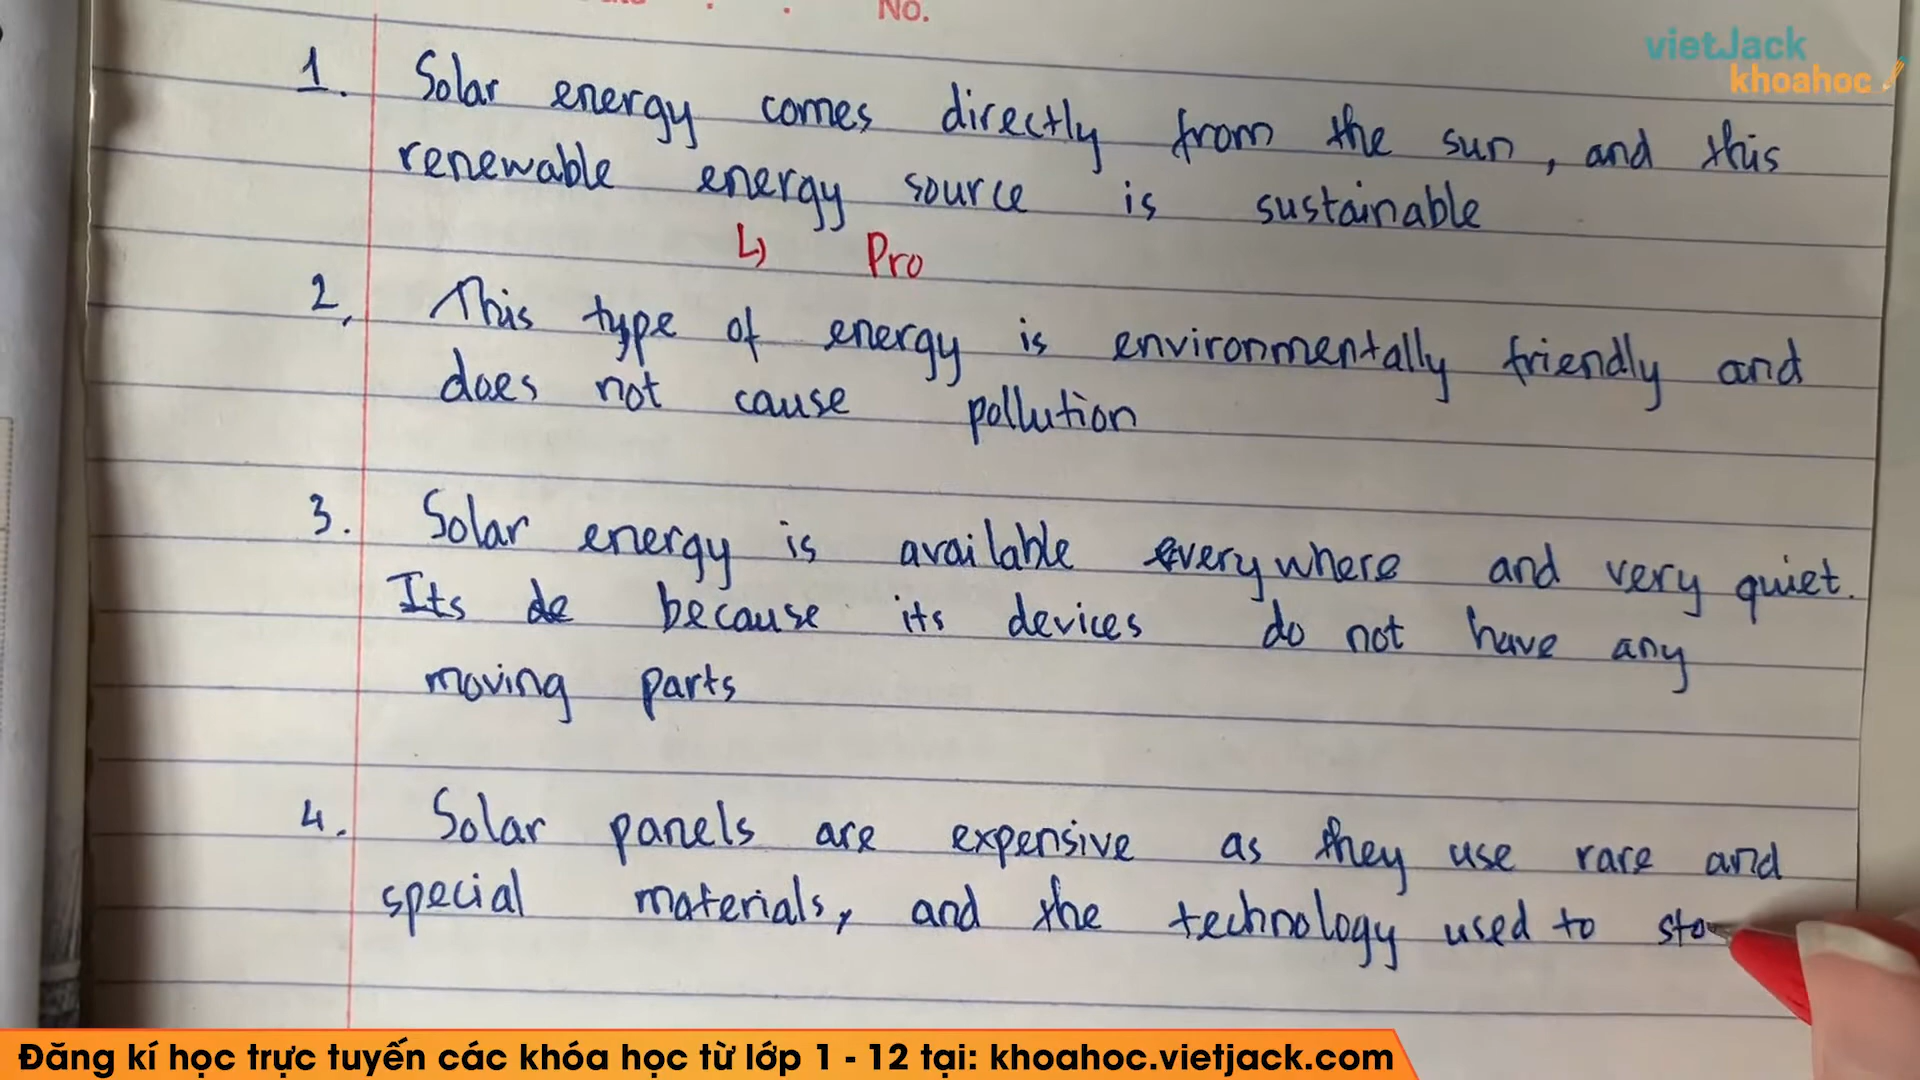 No.
vietJack
khoahoc
1. Solar energy comes directly from the sun, and this
renewable energy source is sustainable
↳ Pro
2. This type of energy is environmentally friendly and
does not cause pollution
3. Solar energy is available everywhere and very quiet.
Its de because its devices do not have any
moving parts
4. Solar panels are expensive as they use rare and
special materials, and the technology used to sto
Đăng kí học trực tuyến các khóa học từ lớp 1 - 12 tại: khoahoc.vietjack.com